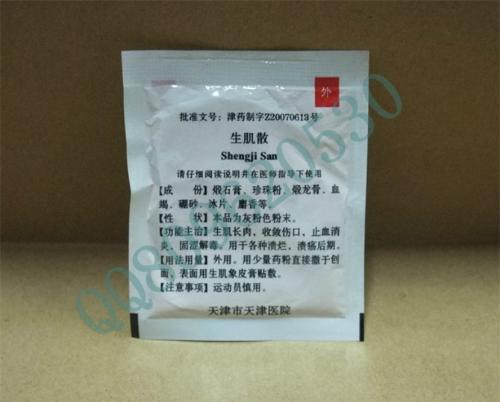 外
批准文号：津药制字Z20070613号
生肌散
Shengji San
请仔细阅读说明并在医师指导下使用
【成　份】煅石膏、珍珠粉、煅龙骨、血
竭、硼砂、冰片、麝香等。
【性　状】本品为灰粉色粉末。
【功能主治】生肌长肉，收敛伤口，止血消
炎，固涩解毒。用于各种溃烂，溃疡后期。
【用法用量】外用。用少量药粉直接撒于创
面，表面用生肌象皮膏贴敷。
【注意事项】运动员慎用。
天津市天津医院